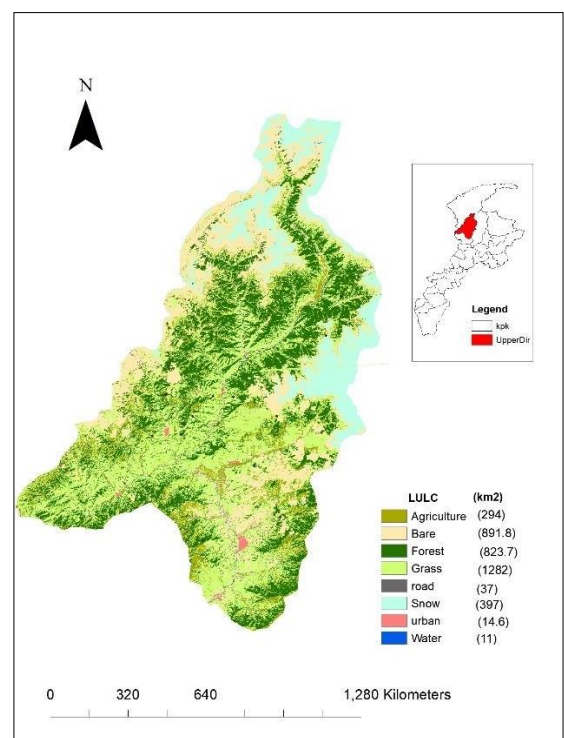 N
Legend
kpk
UpperDir
LULC (km2)
Agriculture (294)
Bare (891.8)
Forest (823.7)
Grass (1282)
road (37)
Snow (397)
urban (14.6)
Water (11)
0 320 640 1,280 Kilometers